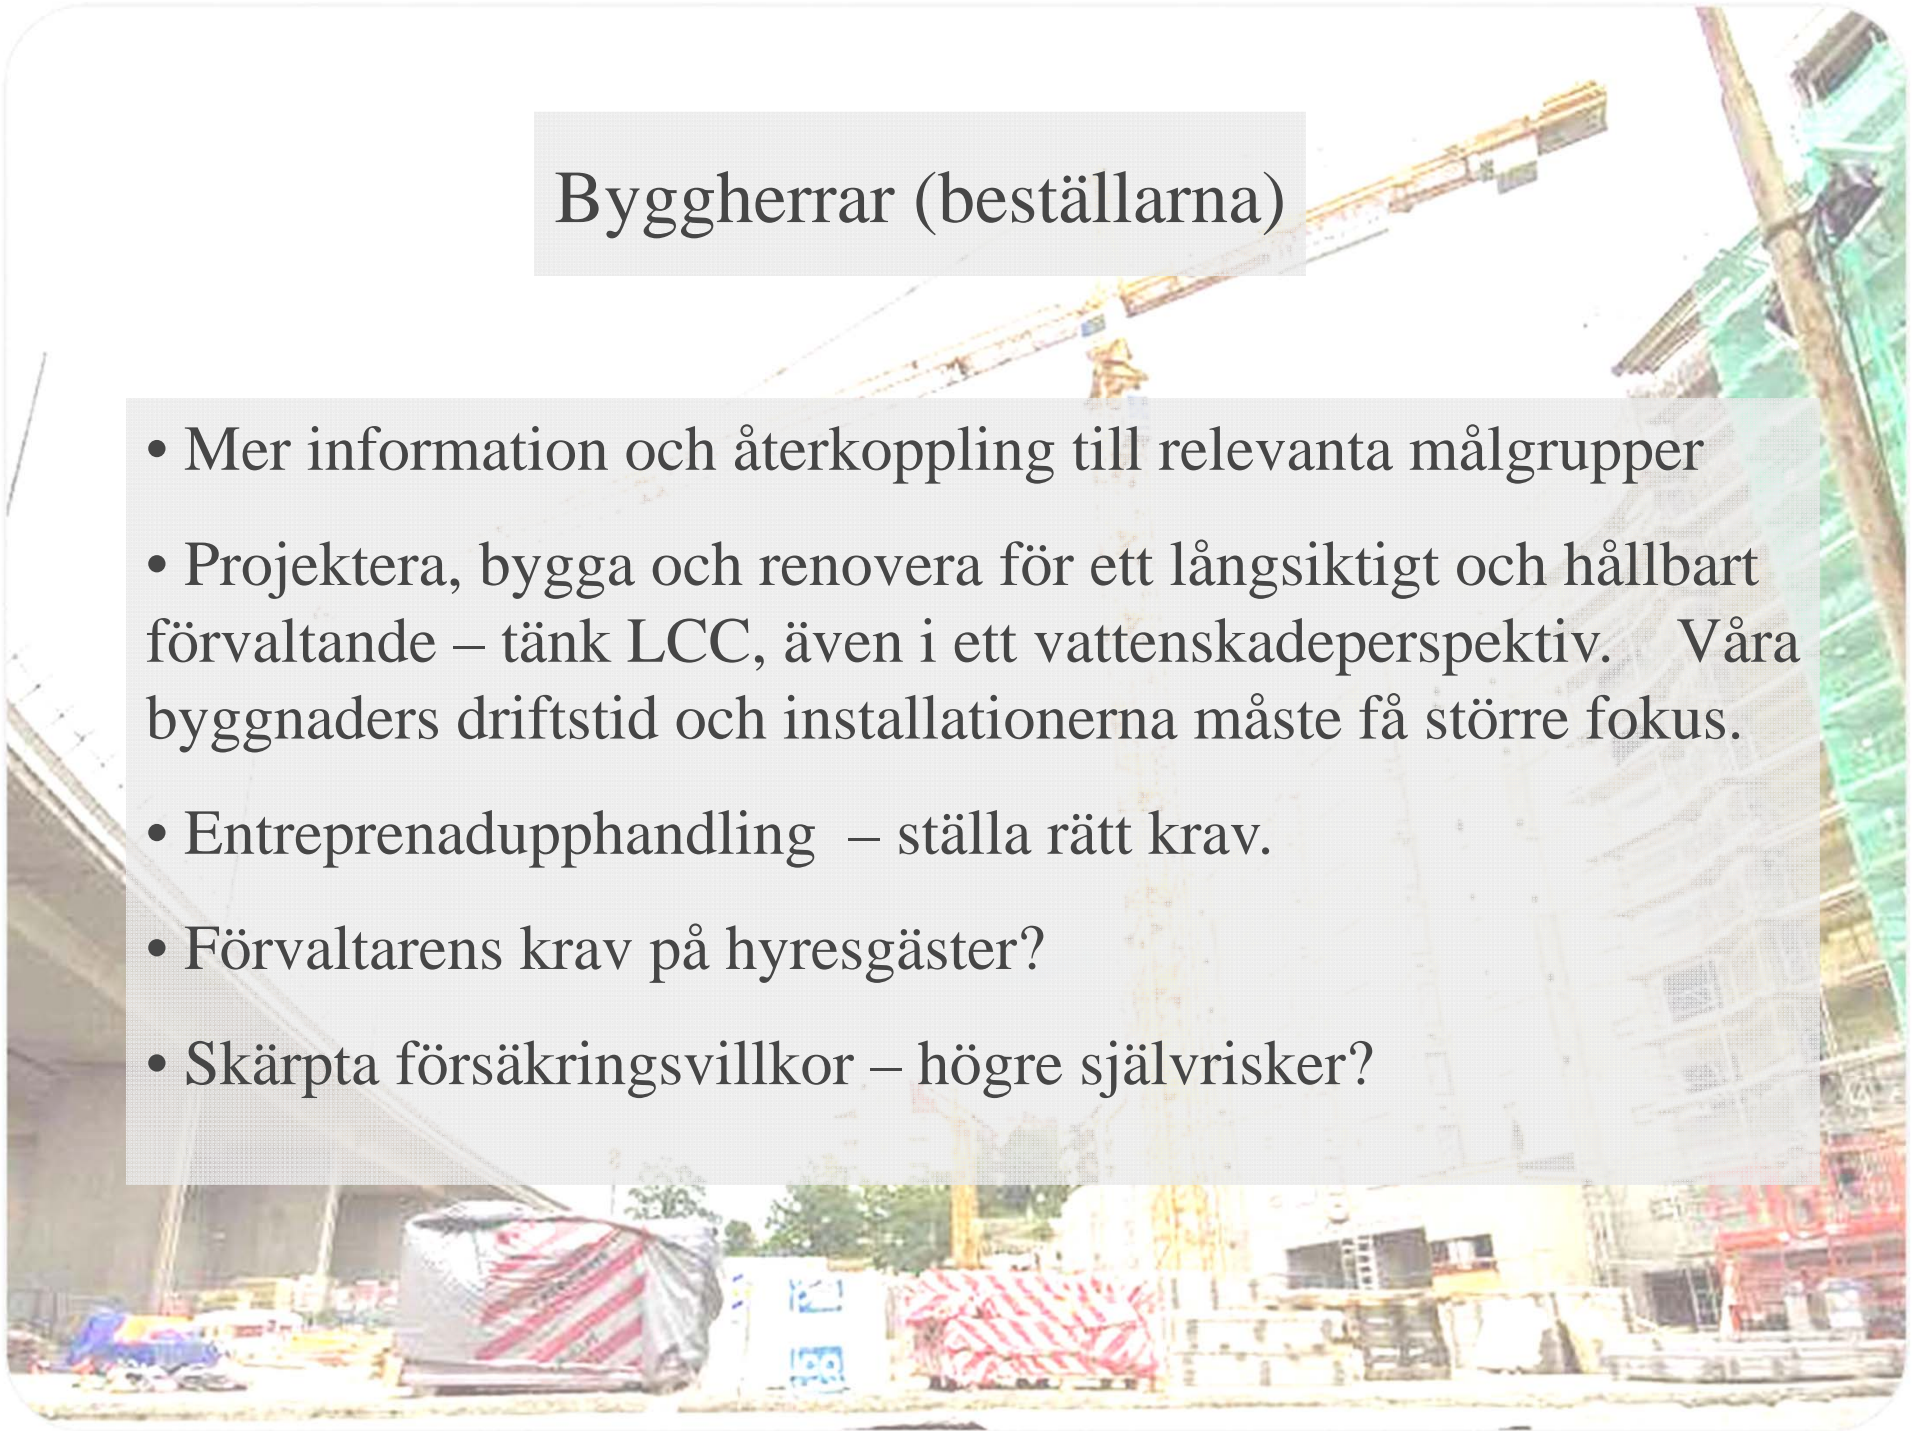 Byggherrar (beställarna)
• Mer information och återkoppling till relevanta målgrupper
• Projektera, bygga och renovera för ett långsiktigt och hållbart
förvaltande – tänk LCC, även i ett vattenskadeperspektiv. Våra
byggnaders driftstid och installationerna måste få större fokus.
• Entreprenadupphandling – ställa rätt krav.
• Förvaltarens krav på hyresgäster?
• Skärpta försäkringsvillkor – högre självrisker?